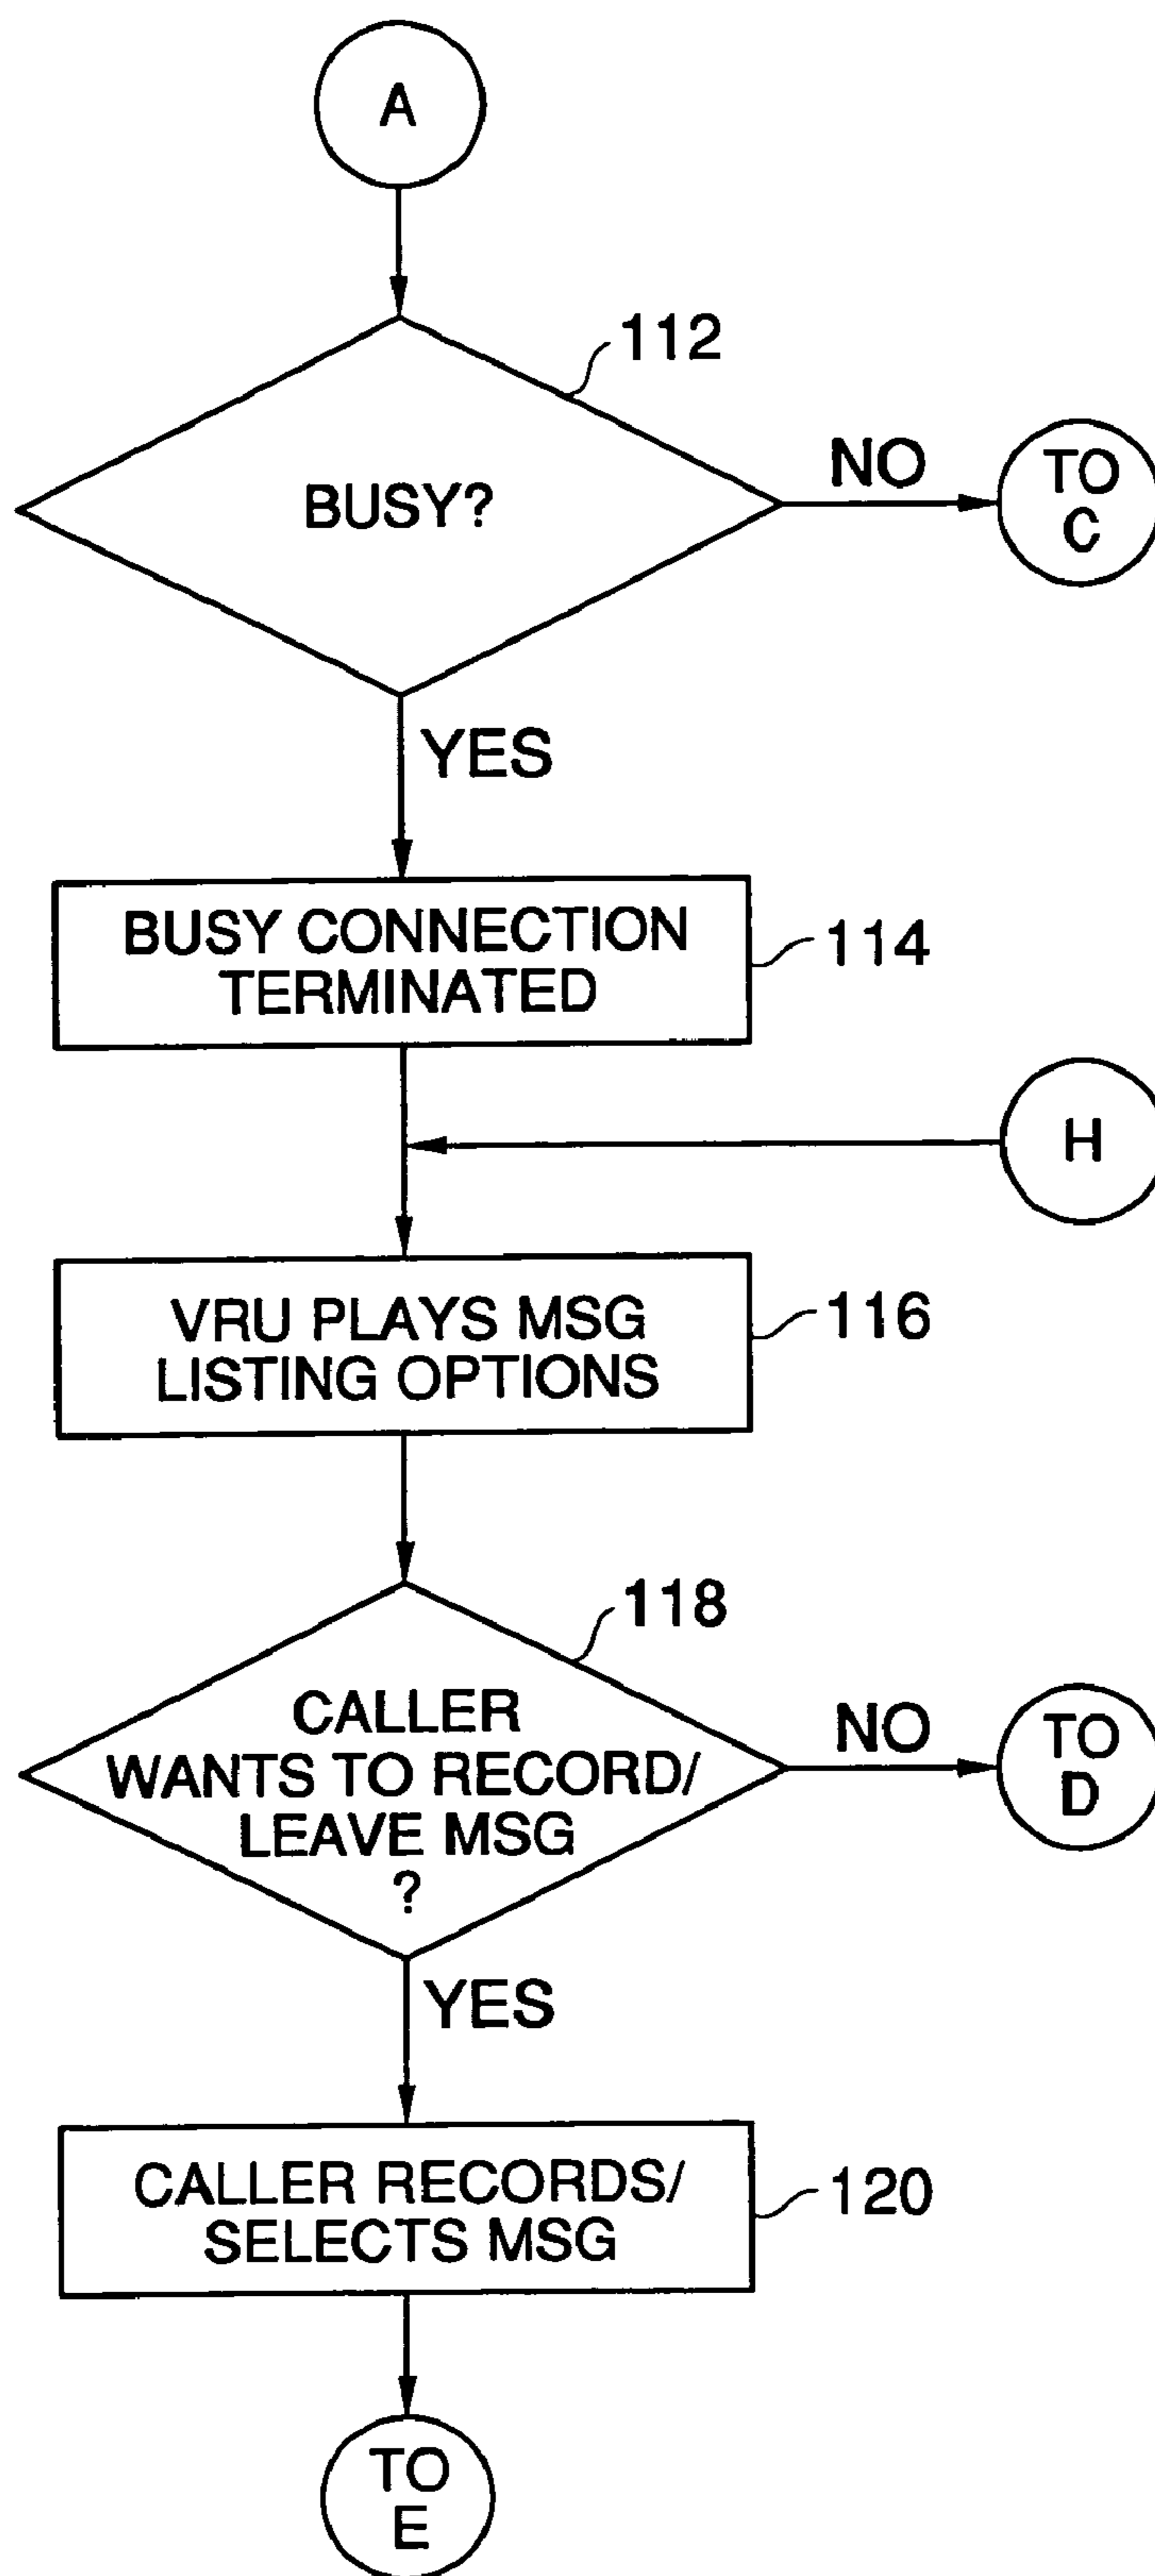 A
112
BUSY?
NO
TO
C
YES
BUSY CONNECTION
TERMINATED
114
H
VRU PLAYS MSG
LISTING OPTIONS
116
118
CALLER
WANTS TO RECORD/
LEAVE MSG
?
NO
TO
D
YES
CALLER RECORDS/
SELECTS MSG
120
TO
E